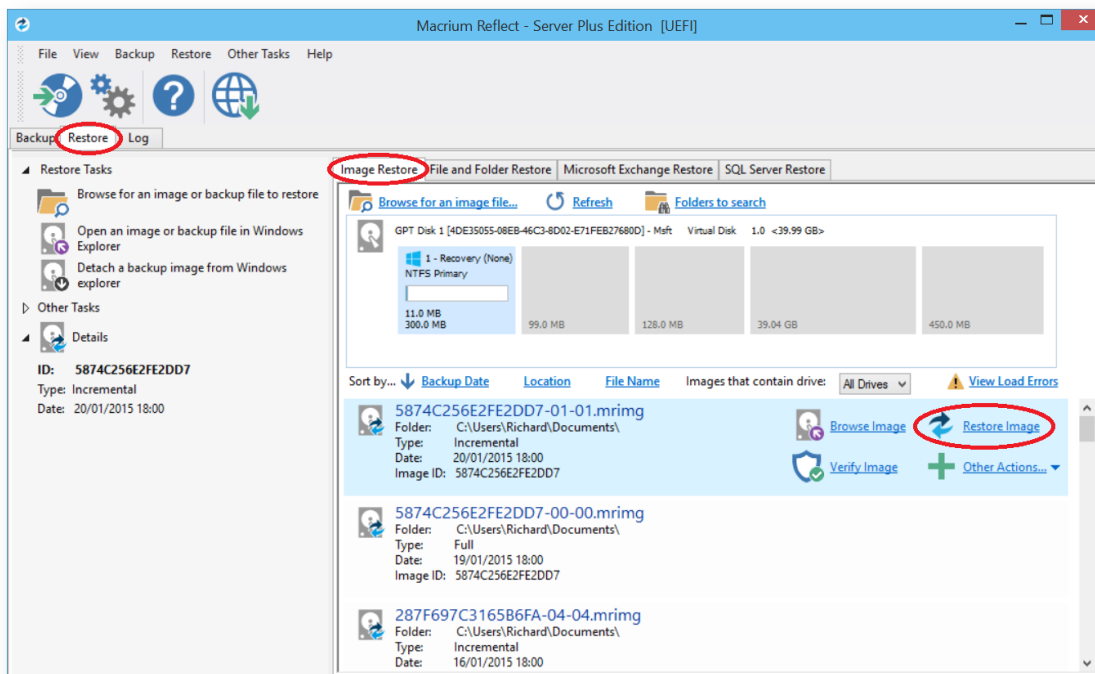 Macrium Reflect - Server Plus Edition [UEFI]
File View Backup Restore Other Tasks Help
Backup Restore Log
Restore Tasks
Browse for an image or backup file to restore
Open an image or backup file in Windows
Explorer
Detach a backup image from Windows
explorer
Other Tasks
Details
ID: 5874C256E2FE2DD7
Type: Incremental
Date: 20/01/2015 18:00
Image Restore File and Folder Restore Microsoft Exchange Restore SQL Server Restore
Browse for an image file... Refresh Folders to search
GPT Disk 1 [4DE35055-08EB-46C3-8D02-E71FEB27680D] - Msft Virtual Disk 1.0 <39.99 GB>
1 - Recovery (None)
NTFS Primary
11.0 MB
300.0 MB 99.0 MB 128.0 MB 39.04 GB 450.0 MB
Sort by... Backup Date Location File Name Images that contain drive: All Drives View Load Errors
5874C256E2FE2DD7-01-01.mrimg
Folder: C:\Users\Richard\Documents\
Type: Incremental
Date: 20/01/2015 18:00
Image ID: 5874C256E2FE2DD7
Browse Image Restore Image
Verify Image Other Actions...
5874C256E2FE2DD7-00-00.mrimg
Folder: C:\Users\Richard\Documents\
Type: Full
Date: 19/01/2015 18:00
Image ID: 5874C256E2FE2DD7
287F697C3165B6FA-04-04.mrimg
Folder: C:\Users\Richard\Documents\
Type: Incremental
Date: 16/01/2015 18:00